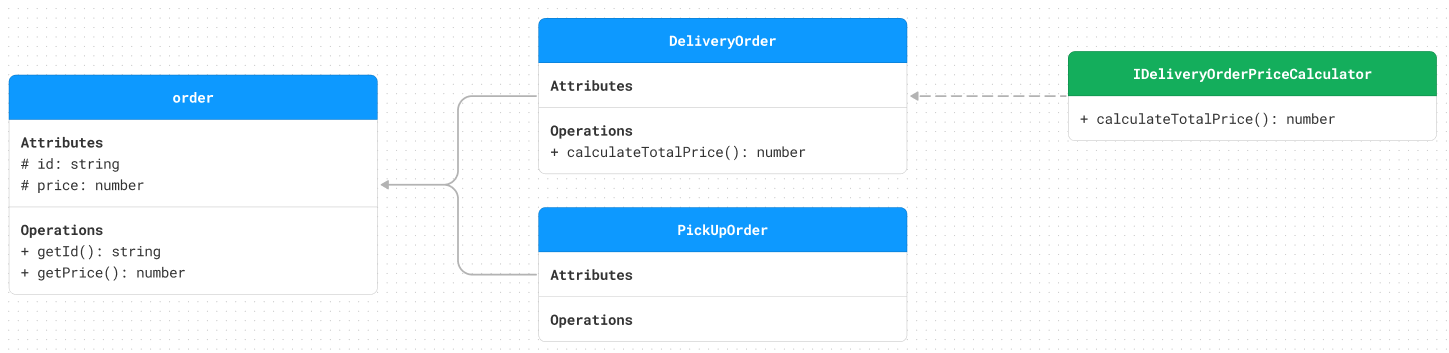 order
Attributes
# id: string
# price: number
Operations
+ getId(): string
+ getPrice(): number
DeliveryOrder
Attributes
Operations
+ calculateTotalPrice(): number
PickUpOrder
Attributes
Operations
IDeliveryOrderPriceCalculator
+ calculateTotalPrice(): number